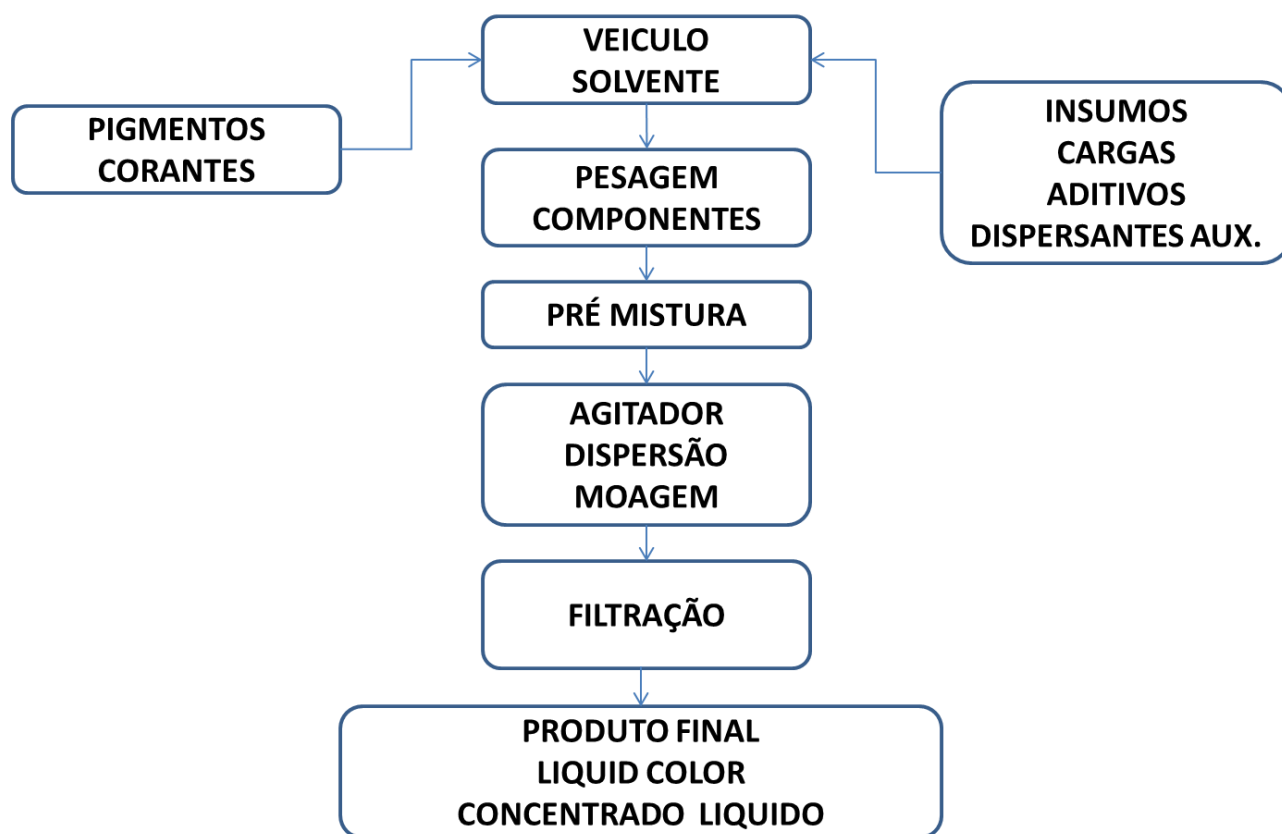 VEICULO
SOLVENTE
PIGMENTOS
CORANTES
INSUMOS
CARGAS
ADITIVOS
DISPERSANTES AUX.
PESAGEM
COMPONENTES
PRÉ MISTURA
AGITADOR
DISPERSÃO
MOAGEM
FILTRAÇÃO
PRODUTO FINAL
LIQUID COLOR
CONCENTRADO LIQUIDO